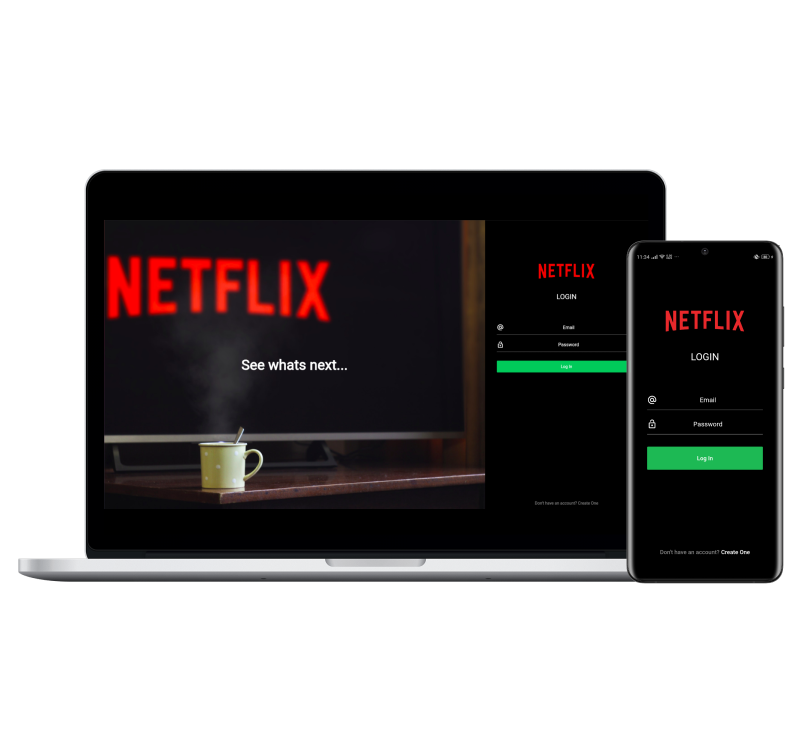 NETFLIX
See whats next...
NETFLIX
LOGIN
Email
Password
Log In
Don't have an account? Create One
11:34
NETFLIX
LOGIN
Email
Password
Log In
Don't have an account? Create One